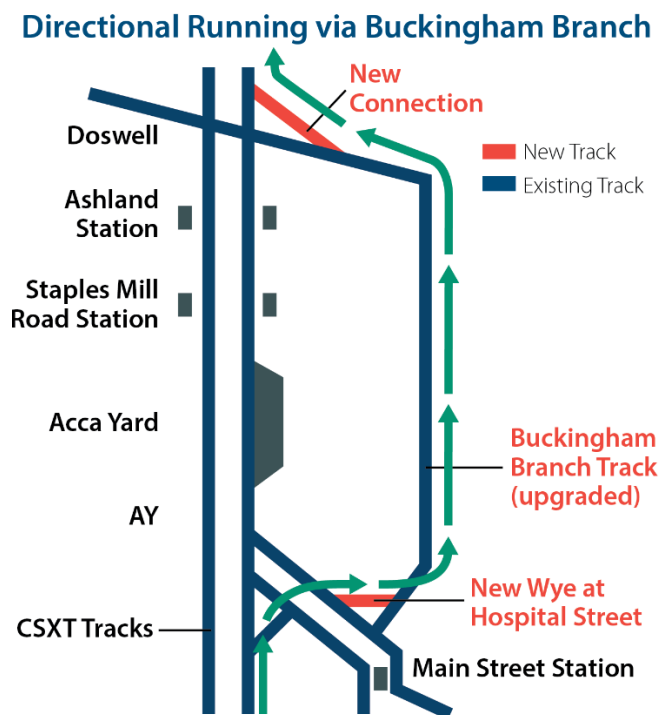 Directional Running via Buckingham Branch
New
Connection
Doswell
New Track
Existing Track
Ashland
Station
Staples Mill
Road Station
Acca Yard
Buckingham
Branch Track
(upgraded)
AY
New Wye at
Hospital Street
CSXT Tracks
Main Street Station